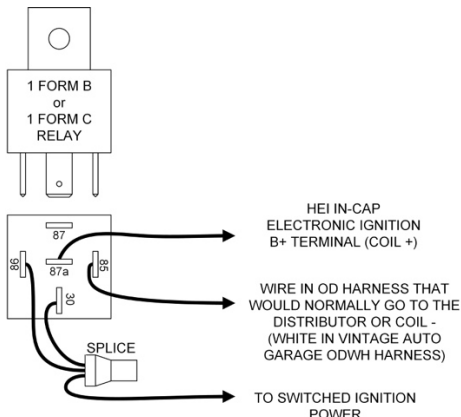 1 FORM B
or
1 FORM C
RELAY
87
86
87a
85
30
HEI IN-CAP
ELECTRONIC IGNITION
B+ TERMINAL (COIL +)
WIRE IN OD HARNESS THAT
WOULD NORMALLY GO TO THE
DISTRIBUTOR OR COIL -
(WHITE IN VINTAGE AUTO
GARAGE ODWH HARNESS)
SPLICE
TO SWITCHED IGNITION
POWER